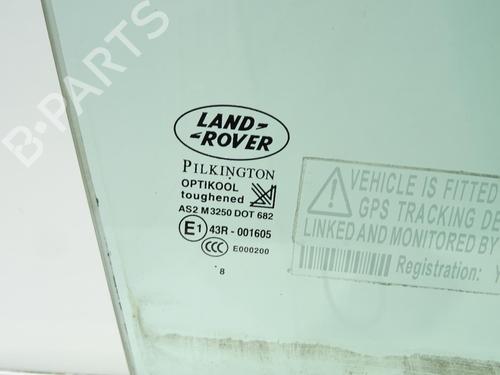 B-PARTS
LAND-
-ROVER
PILKINGTON
OPTIKOOL
toughened
AS2 M3250 DOT 682
E1 43R - 001605
CCC E000200
8
VEHICLE IS FITTED
GPS TRACKING DE
LINKED AND MONITORED BY
Registration: Y